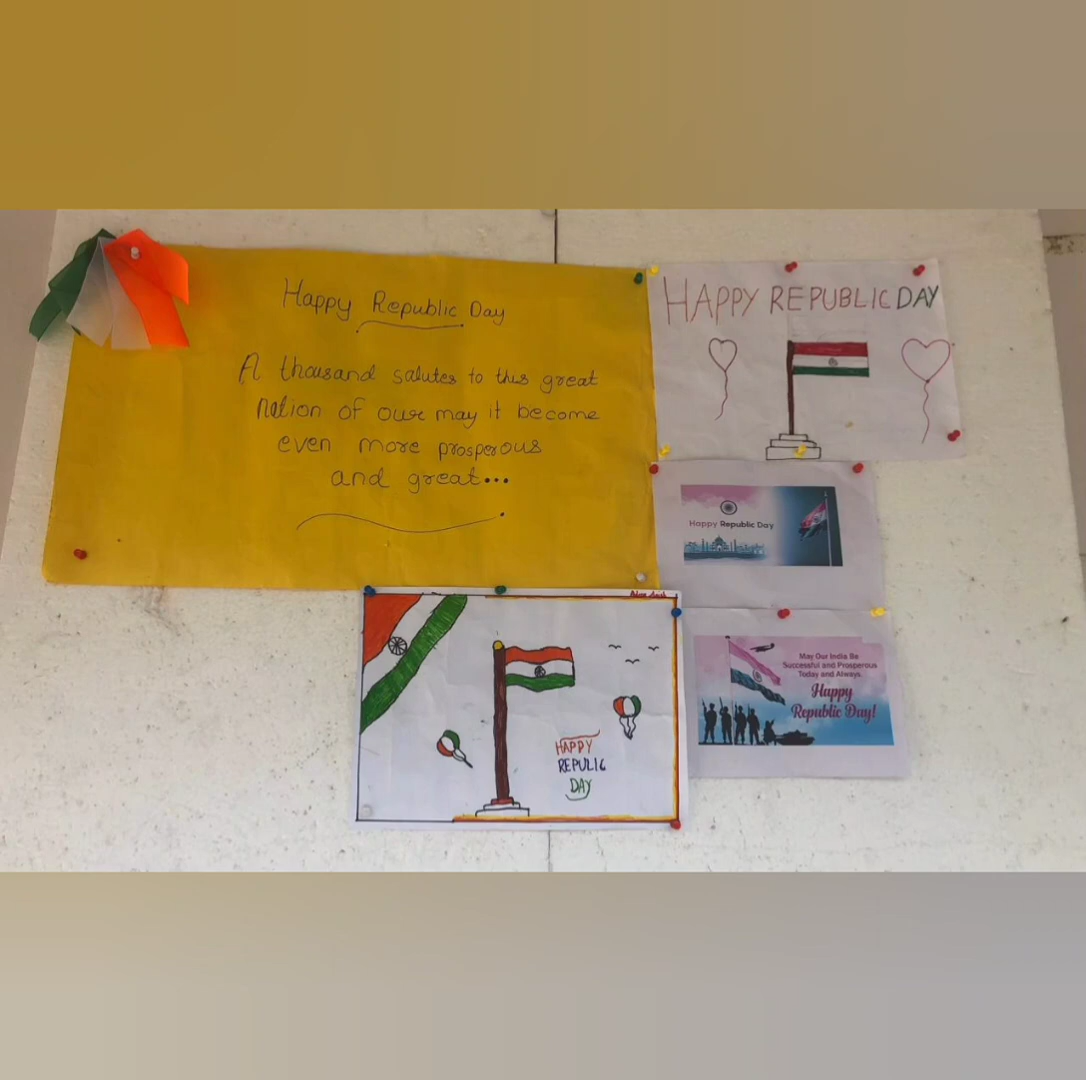 Happy Republic Day
A thousand salutes to this great
nation of our may it become
even more prosperous
and great...
HAPPY REPUBLIC DAY
Happy Republic Day
May Our India Be
Successful and Prosperous
Today and Always.
Happy
Republic Day!
HAPPY
REPULIC
DAY